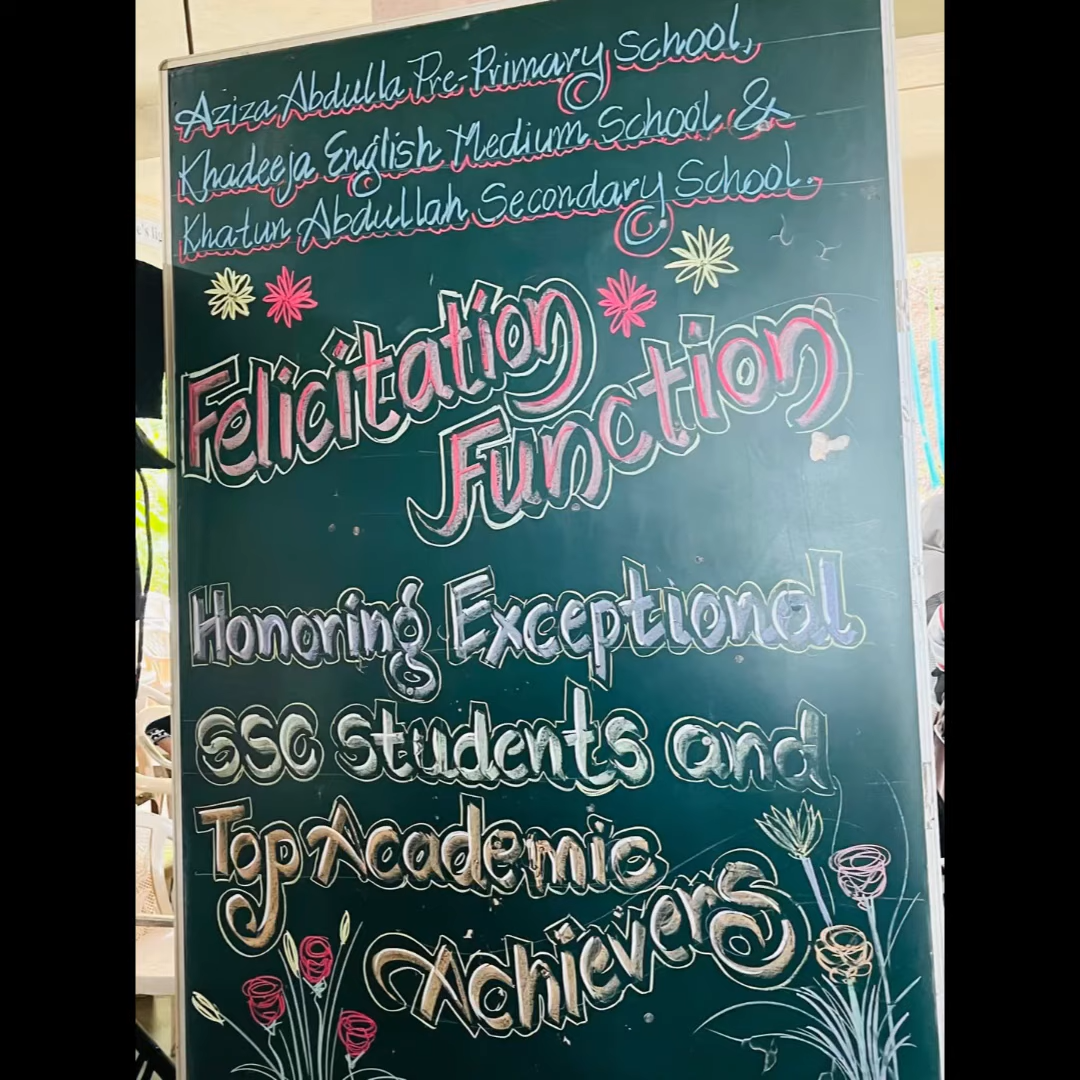 Aziza Abdulla Pre-Primary School,
Khadeeja English Medium School &
Khatun Abdullah Secondary School.
Felicitation
Function
Honoring Exceptional
SSC Students and
Top Academic
Achievers